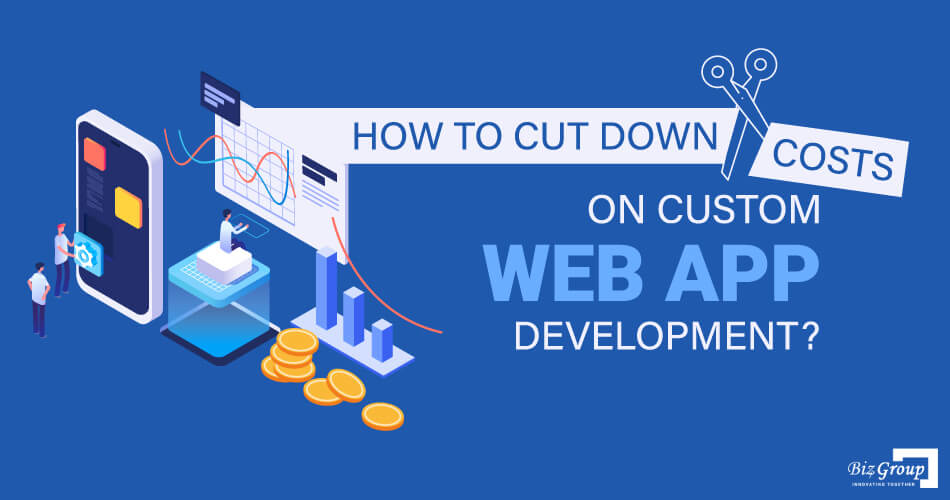 HOW TO CUT DOWN COSTS
ON CUSTOM
WEB APP
DEVELOPMENT?
Biz Group
INNOVATING TOGETHER